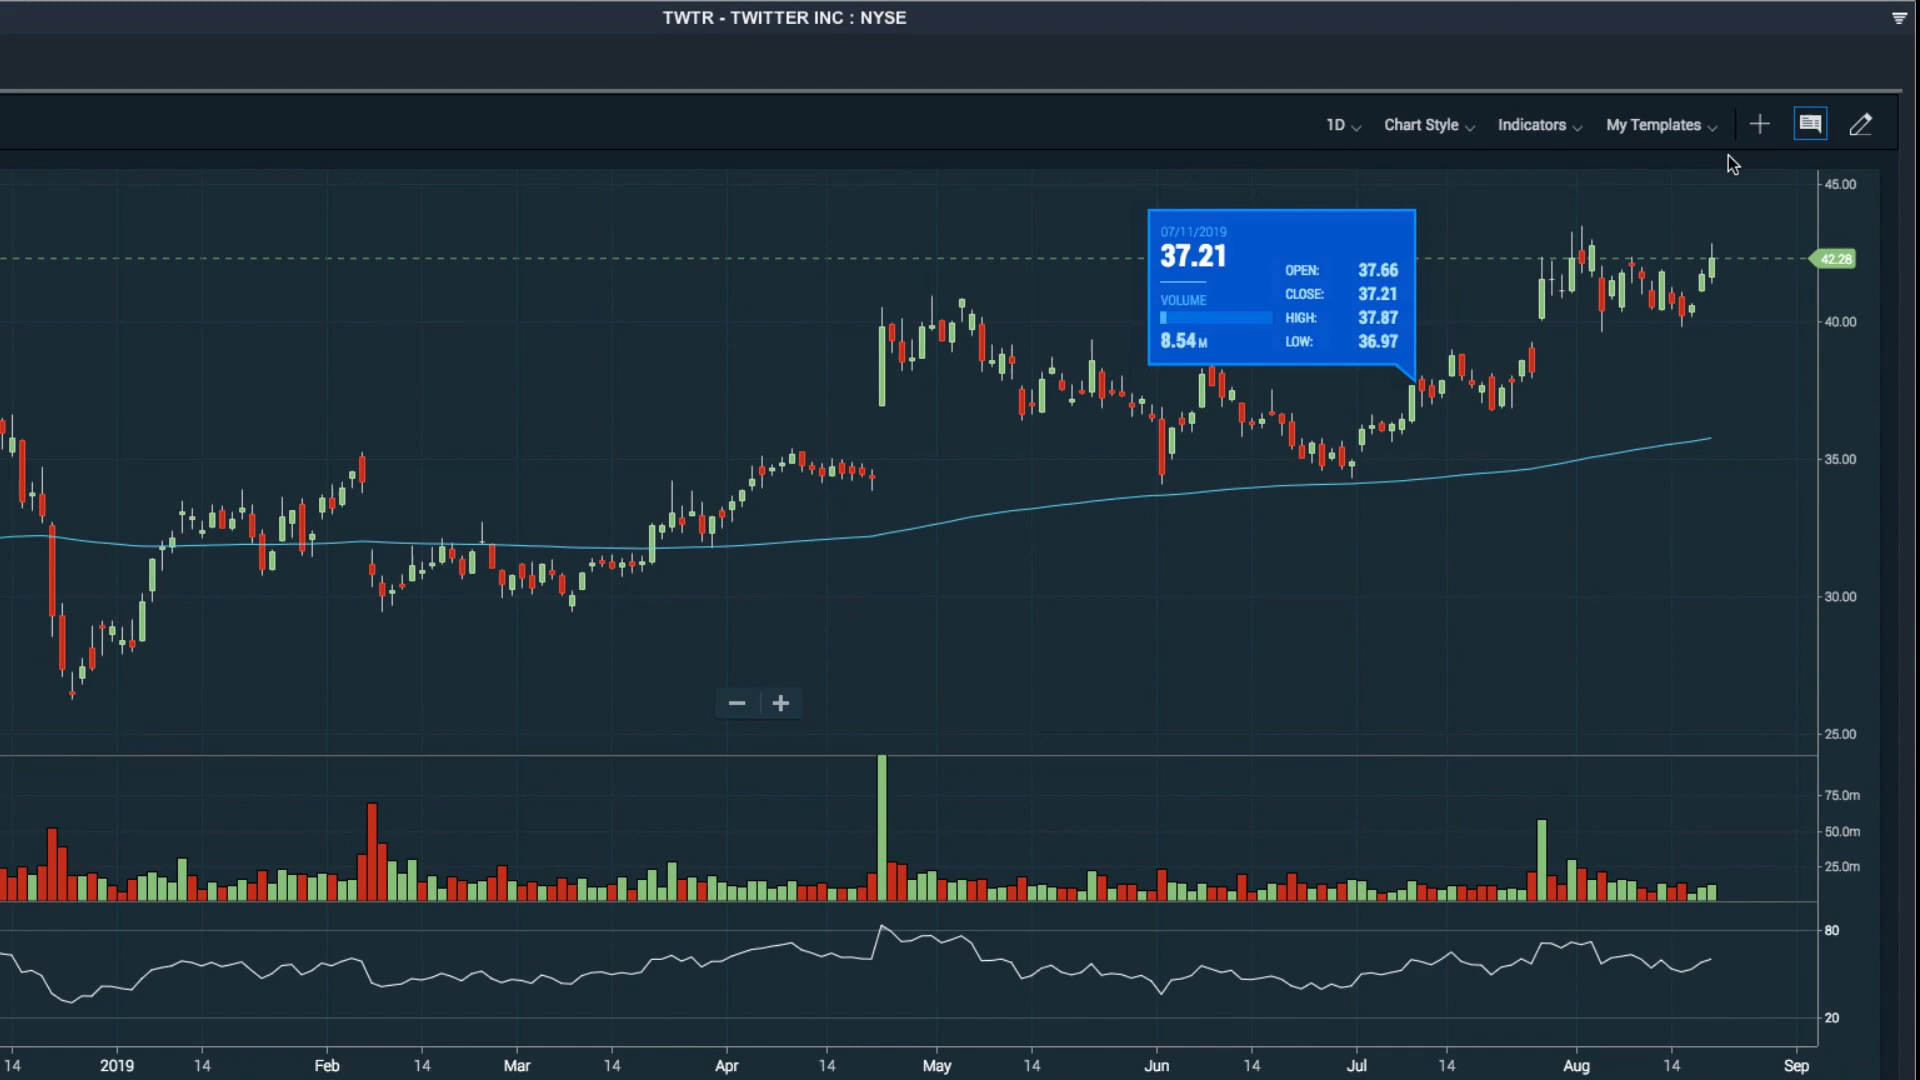 TWTR - TWITTER INC : NYSE
1D Chart Style Indicators My Templates
45.00
07/11/2019
37.21
VOLUME
8.54M
OPEN: 37.66
CLOSE: 37.21
HIGH: 37.87
LOW: 36.97
42.28
40.00
35.00
30.00
25.00
75.0m
50.0m
25.0m
80
20
14 2019 14 Feb 14 Mar 14 Apr 14 May 14 Jun 14 Jul 14 Aug 14 Sep